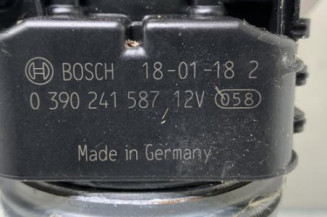 BOSCH 18-01-18 2
0 390 241 587 12V 058
Made in Germany